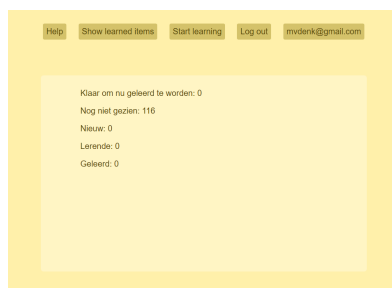 Help Show learned items Start learning Log out mvdenk@gmail.com
Klaar om nu geleerd te worden: 0
Nog niet gezien: 116
Nieuw: 0
Lerende: 0
Geleerd: 0